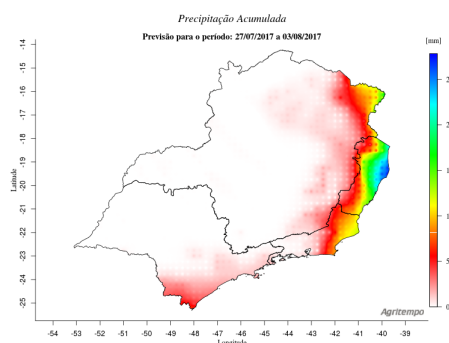 Precipitação Acumulada
Previsão para o período: 27/07/2017 a 03/08/2017
[mm]
-14
-15
-16
-17
-18
-19
-20
-21
-22
-23
-24
-25
Latitude
-54 -53 -52 -51 -50 -49 -48 -47 -46 -45 -44 -43 -42 -41 -40 -39
Agritempo